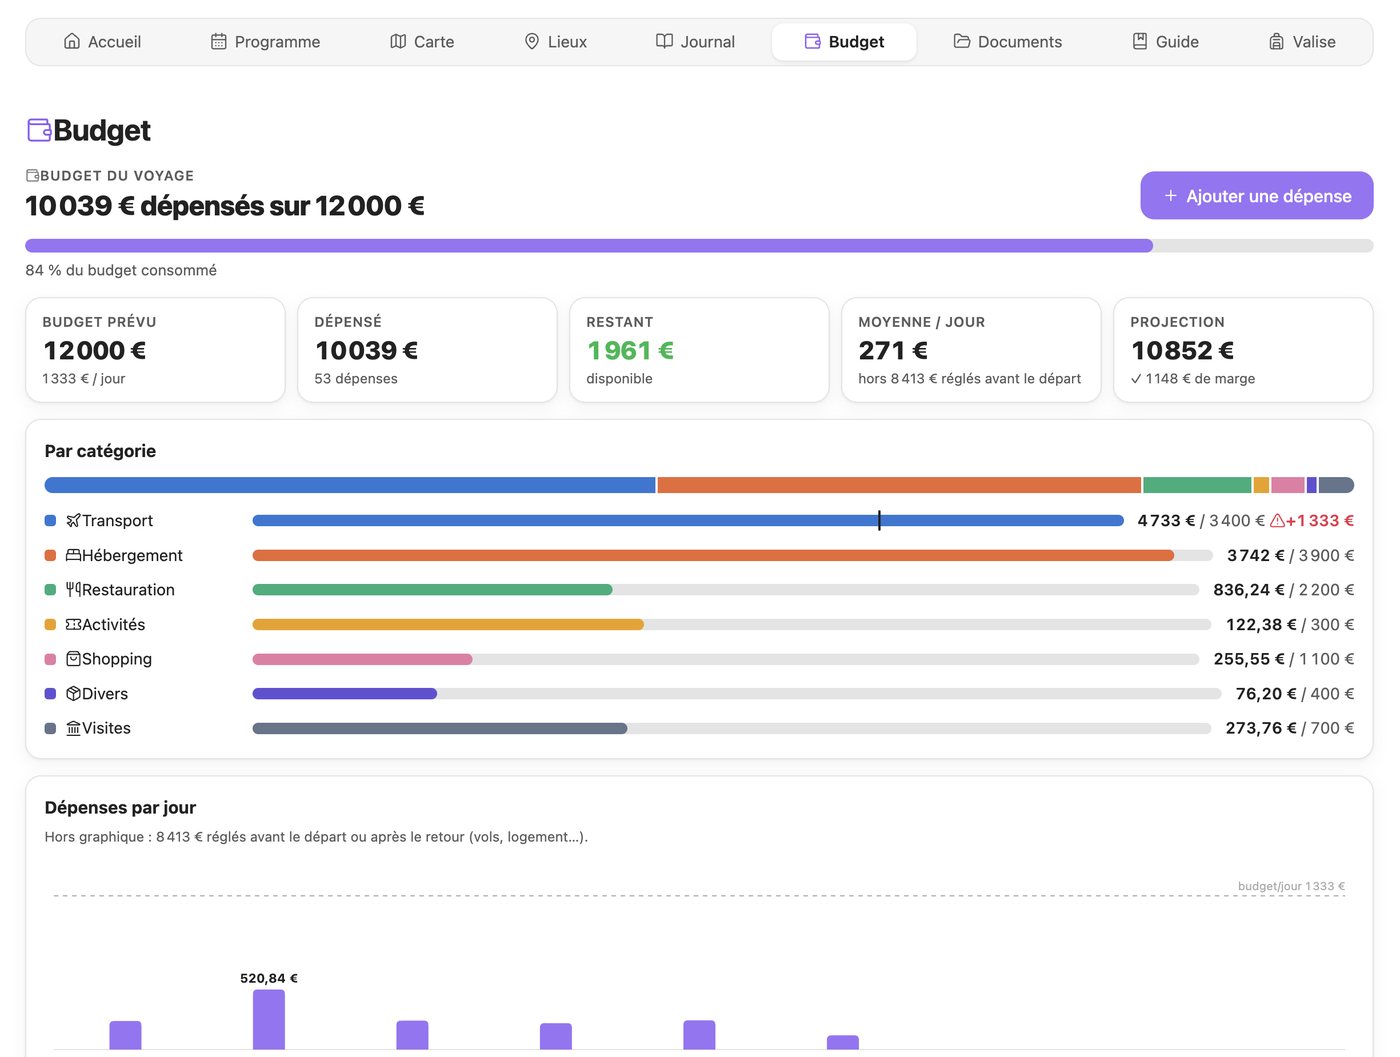 Accueil Programme Carte Lieux Journal Budget Documents Guide Valise
Budget
BUDGET DU VOYAGE
10 039 € dépensés sur 12 000 €
+ Ajouter une dépense
84 % du budget consommé
BUDGET PRÉVU
12 000 €
1 333 € / jour
DÉPENSÉ
10 039 €
53 dépenses
RESTANT
1 961 €
disponible
MOYENNE / JOUR
271 €
hors 8 413 € réglés avant le départ
PROJECTION
10 852 €
✓ 1 148 € de marge
Par catégorie
Transport 4 733 € / 3 400 € ⚠+1 333 €
Hébergement 3 742 € / 3 900 €
Restauration 836,24 € / 2 200 €
Activités 122,38 € / 300 €
Shopping 255,55 € / 1 100 €
Divers 76,20 € / 400 €
Visites 273,76 € / 700 €
Dépenses par jour
Hors graphique : 8 413 € réglés avant le départ ou après le retour (vols, logement…).
budget/jour 1 333 €
520,84 €